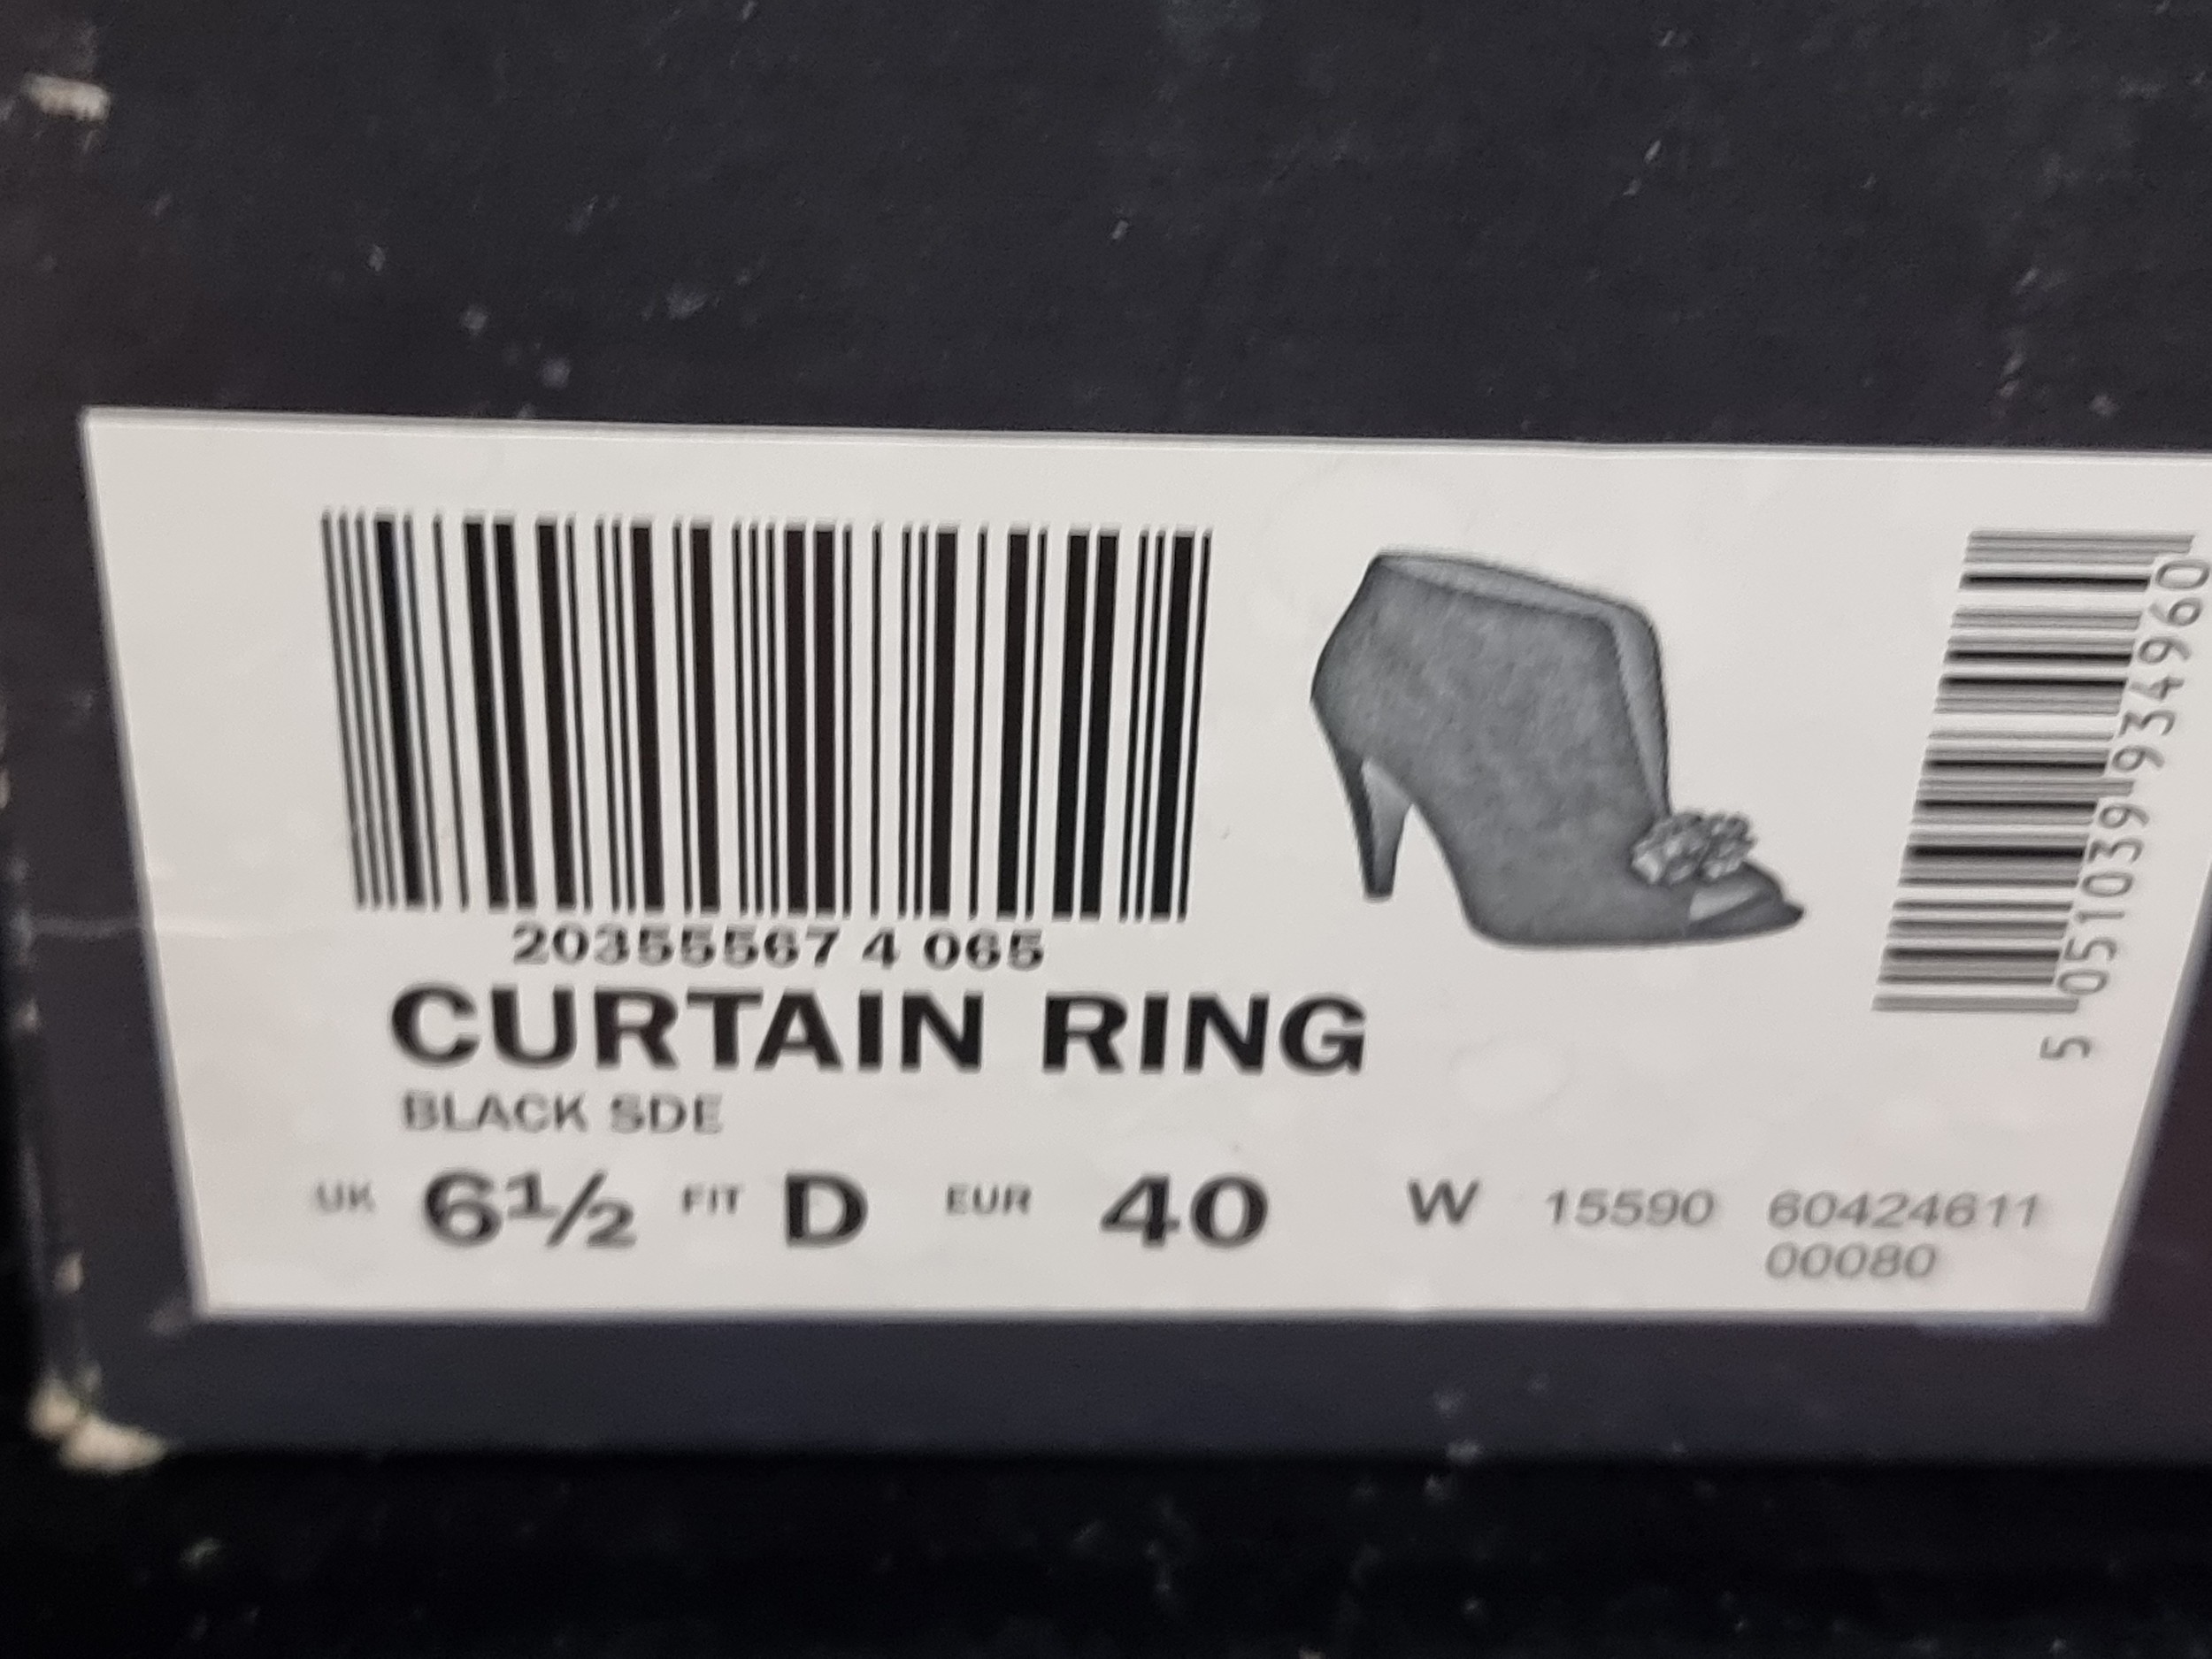 20355567 4 065
CURTAIN RING
BLACK SDE
UK 6½ FIT D EUR 40 W 15590 60424611
00080
5 051039 934960